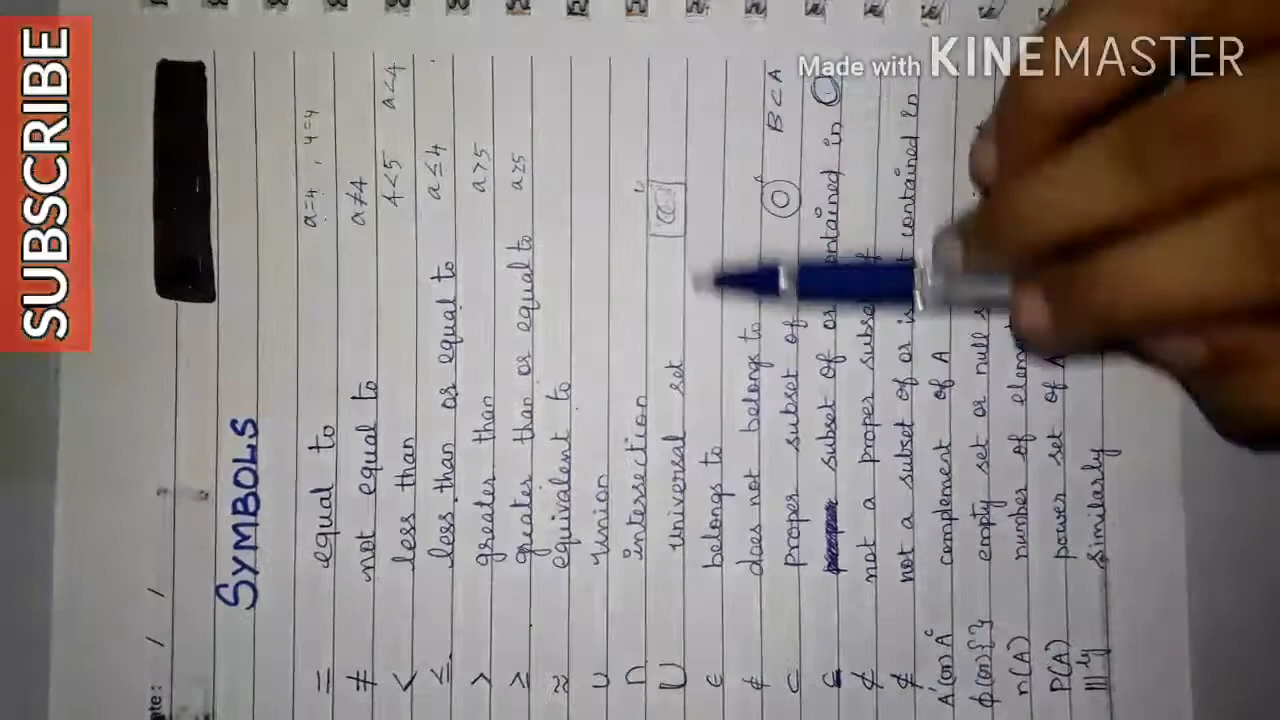 SUBSCRIBE
Made with KINEMASTER
/ /
SYMBOLS
= equal to a=4, 4=4
≠ not equal to a≠4
< less than 4<5 a<4
≤ less than or equal to a≤4
> greater than a>5
≥ greater than or equal to a≥5
≅ equivalent to
∪ union
∩ intersection
U universal set
∈ belongs to
∉ does not belongs to
⊂ proper subset of B⊂A
⊆ subset of or contained in
⊄ not a proper subset
⊈ not a subset of or is contained in
A'(or)Aᶜ complement of A
ϕ(or){} empty set or null
n(A) number of
P(A) power set of A
|||ly similarly